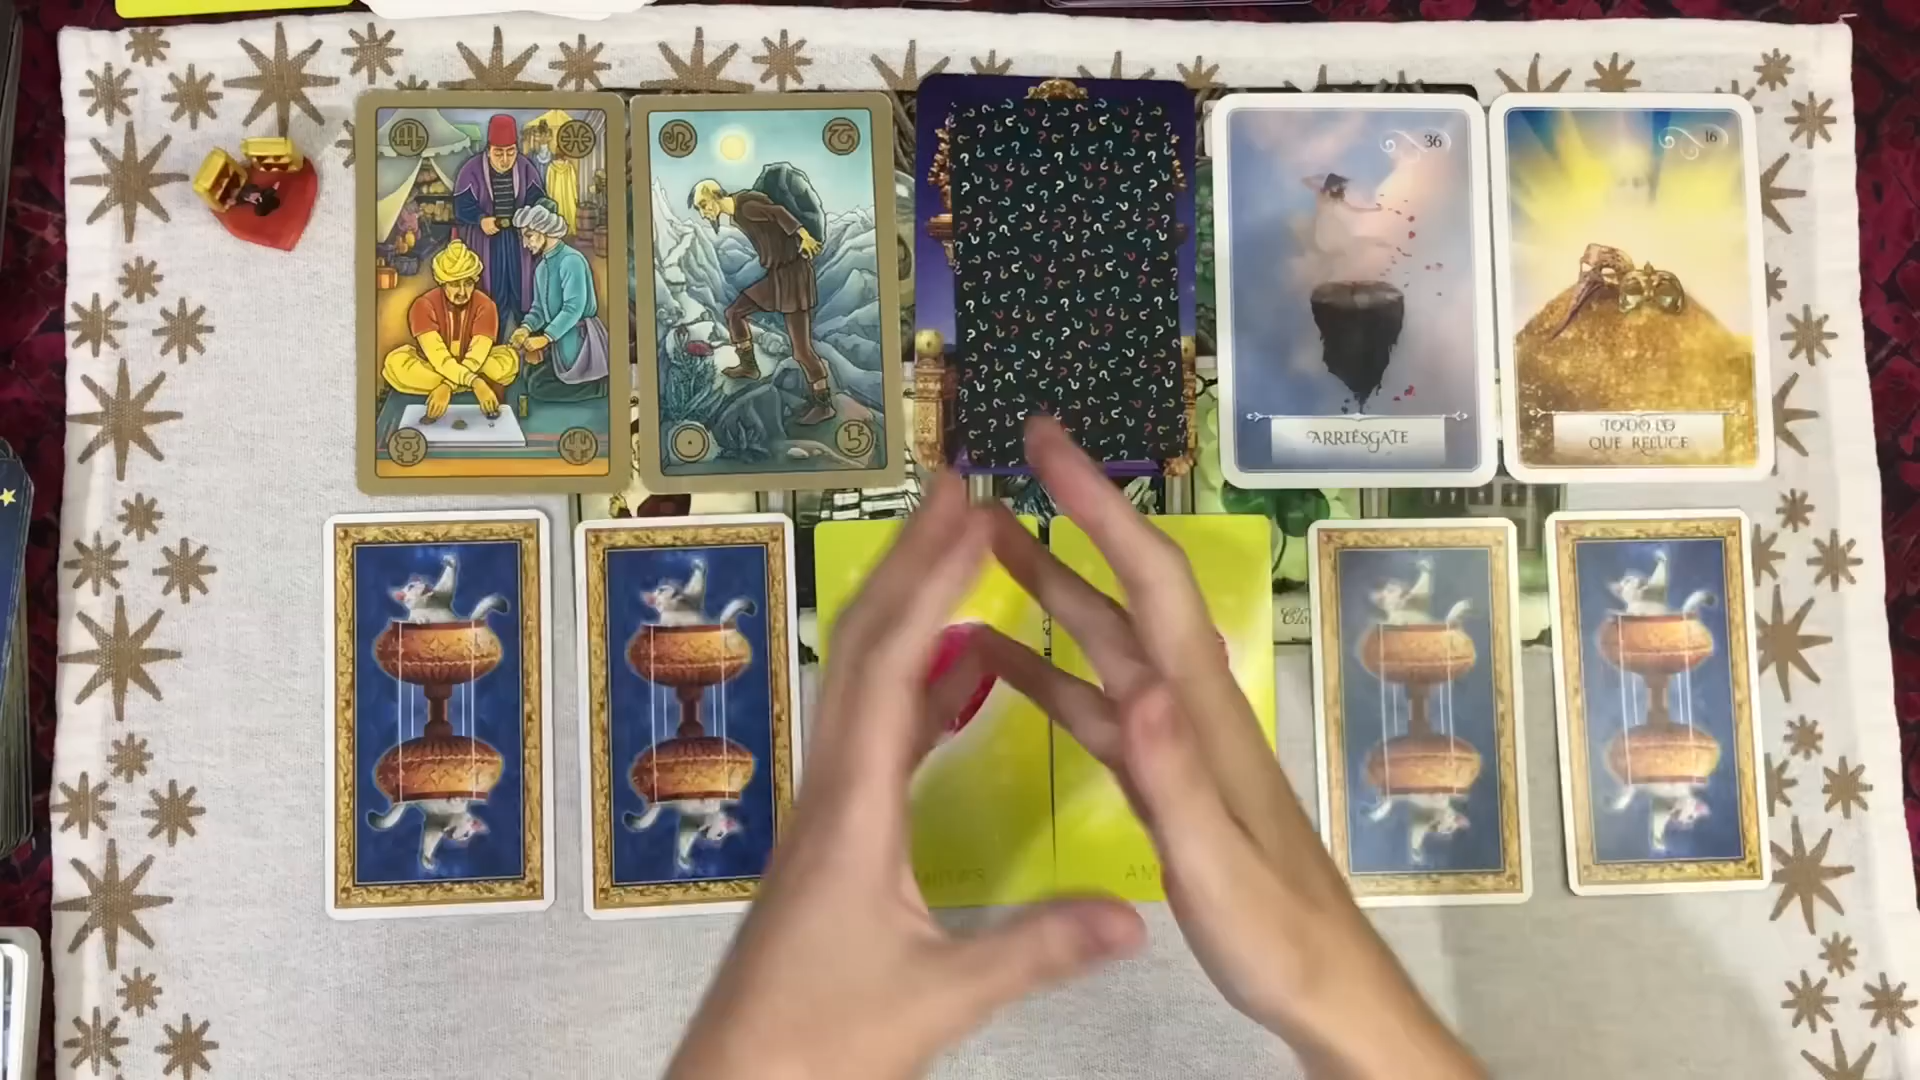 36
ARRIÉSGATE
16
TODO LO
QUE RELUCE